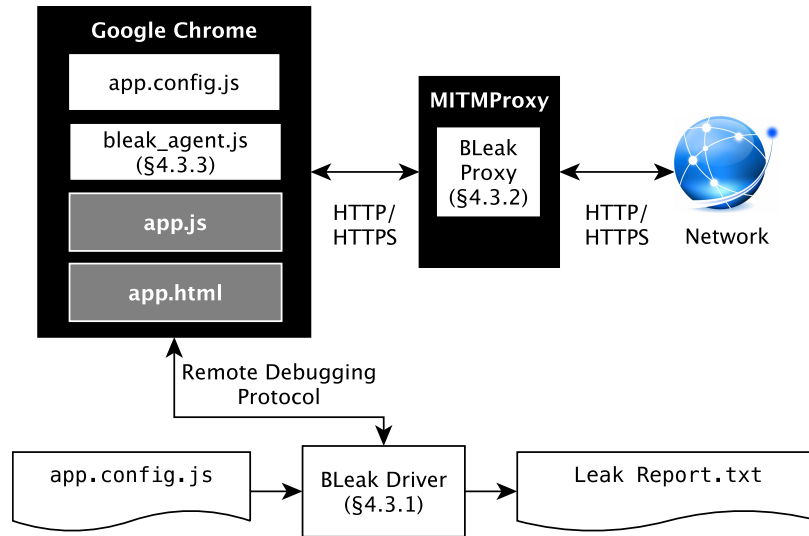 Google Chrome
app.config.js
bleak_agent.js
(§4.3.3)
app.js
app.html
HTTP/
HTTPS
MITMProxy
BLeak
Proxy
(§4.3.2)
HTTP/
HTTPS
Network
Remote Debugging
Protocol
app.config.js
BLeak Driver
(§4.3.1)
Leak Report.txt